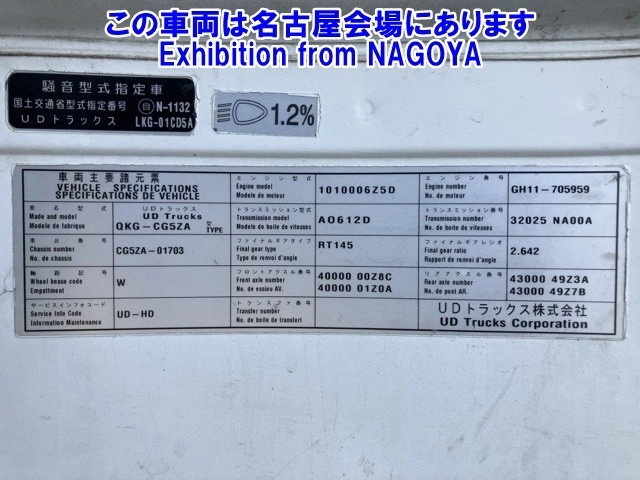 この車両は名古屋会場にあります
Exhibition from NAGOYA
騒音型式指定車
国土交通省型式指定番号 自 N-1132
UDトラックス LKG-01CD5A
1.2%
車両主要諸元票
VEHICLE SPECIFICATIONS
SPECIFICATIONS DE VEHICLE
車名型式
Made and model
Modele de fabrique
UDトラックス
UD Trucks
QKG-CG5ZA 型 TYPE
車台番号
Chassis number
No. de chassis
CG5ZA-01703
軸距記号
Wheel base code
Empattment
W
サービスインフォコード
Service Info Code
Information Maintenance
UD-HD
エンジン型式
Engine model
Modele de moteur
1010006Z5D
トランスミッション型式
Transmission model
Modele de boite de vitesses
AO612D
ファイナルギアタイプ
Final gear type
Type de renvoi d'angle
RT145
フロントアクスル番号
Front axle number
No. de essieu AV.
40000 00Z8C
40000 01Z0A
トランスファ番号
Transfer number
No. de boite de transferi
エンジン番号
Engine number
No. de moteur
GH11-705959
トランスミッション番号
Transmission number
No. de boite de vitesses
32025 NA00A
ファイナルギアレシオ
Final gear ratio
Rapport de renvoi d'angle
2.642
リアアクスル番号
Rear axle number
No. de post AR.
43000 49Z3A
43000 49Z7B
UDトラックス株式会社
UD Trucks Corporation